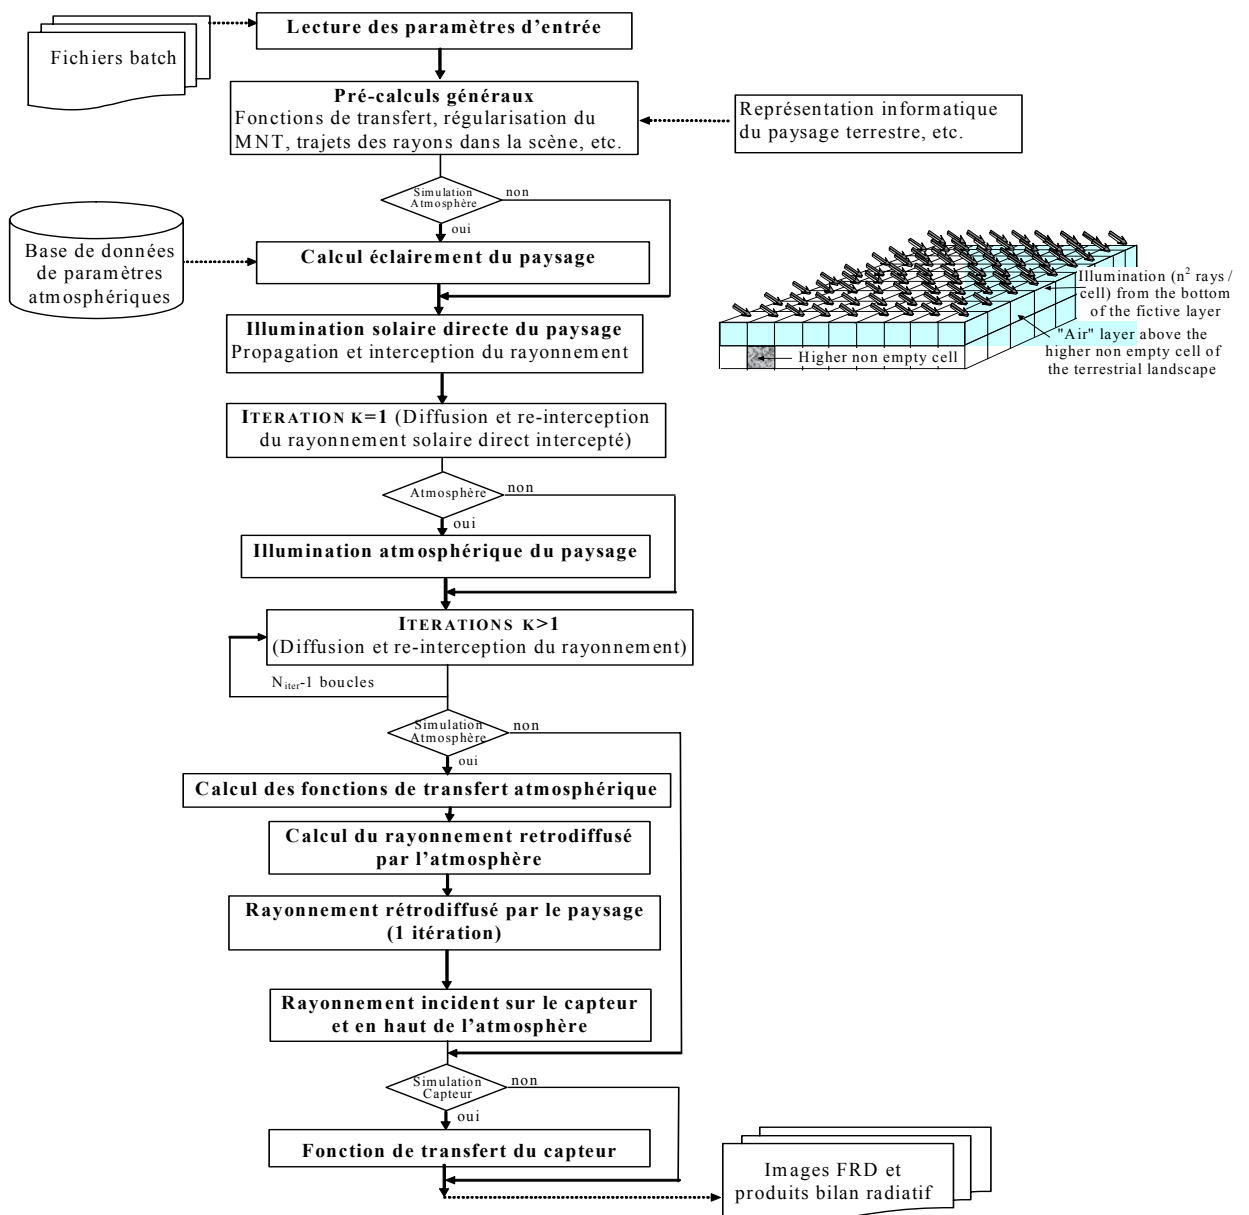 Lecture des paramètres d'entrée
Fichiers batch
Pré-calculs généraux
Fonctions de transfert, régularisation du
MNT, trajets des rayons dans la scène, etc.
Représentation informatique
du paysage terrestre, etc.
Simulation
Atmosphère
non
oui
Base de données
de paramètres
atmosphériques
Calcul éclairement du paysage
Illumination solaire directe du paysage
Propagation et interception du rayonnement
Illumination (n² rays /
cell) from the bottom
of the fictive layer
"Air" layer above the
higher non empty cell of
the terrestrial landscape
Higher non empty cell
ITERATION K=1 (Diffusion et re-interception
du rayonnement solaire direct intercepté)
Atmosphère
non
oui
Illumination atmosphérique du paysage
ITERATIONS K>1
(Diffusion et re-interception du rayonnement)
Niter-1 boucles
Simulation
Atmosphère
non
oui
Calcul des fonctions de transfert atmosphérique
Calcul du rayonnement retrodiffusé
par l'atmosphère
Rayonnement rétrodiffusé par le paysage
(1 itération)
Rayonnement incident sur le capteur
et en haut de l'atmosphère
Simulation
Capteur
non
oui
Fonction de transfert du capteur
Images FRD et
produits bilan radiatif